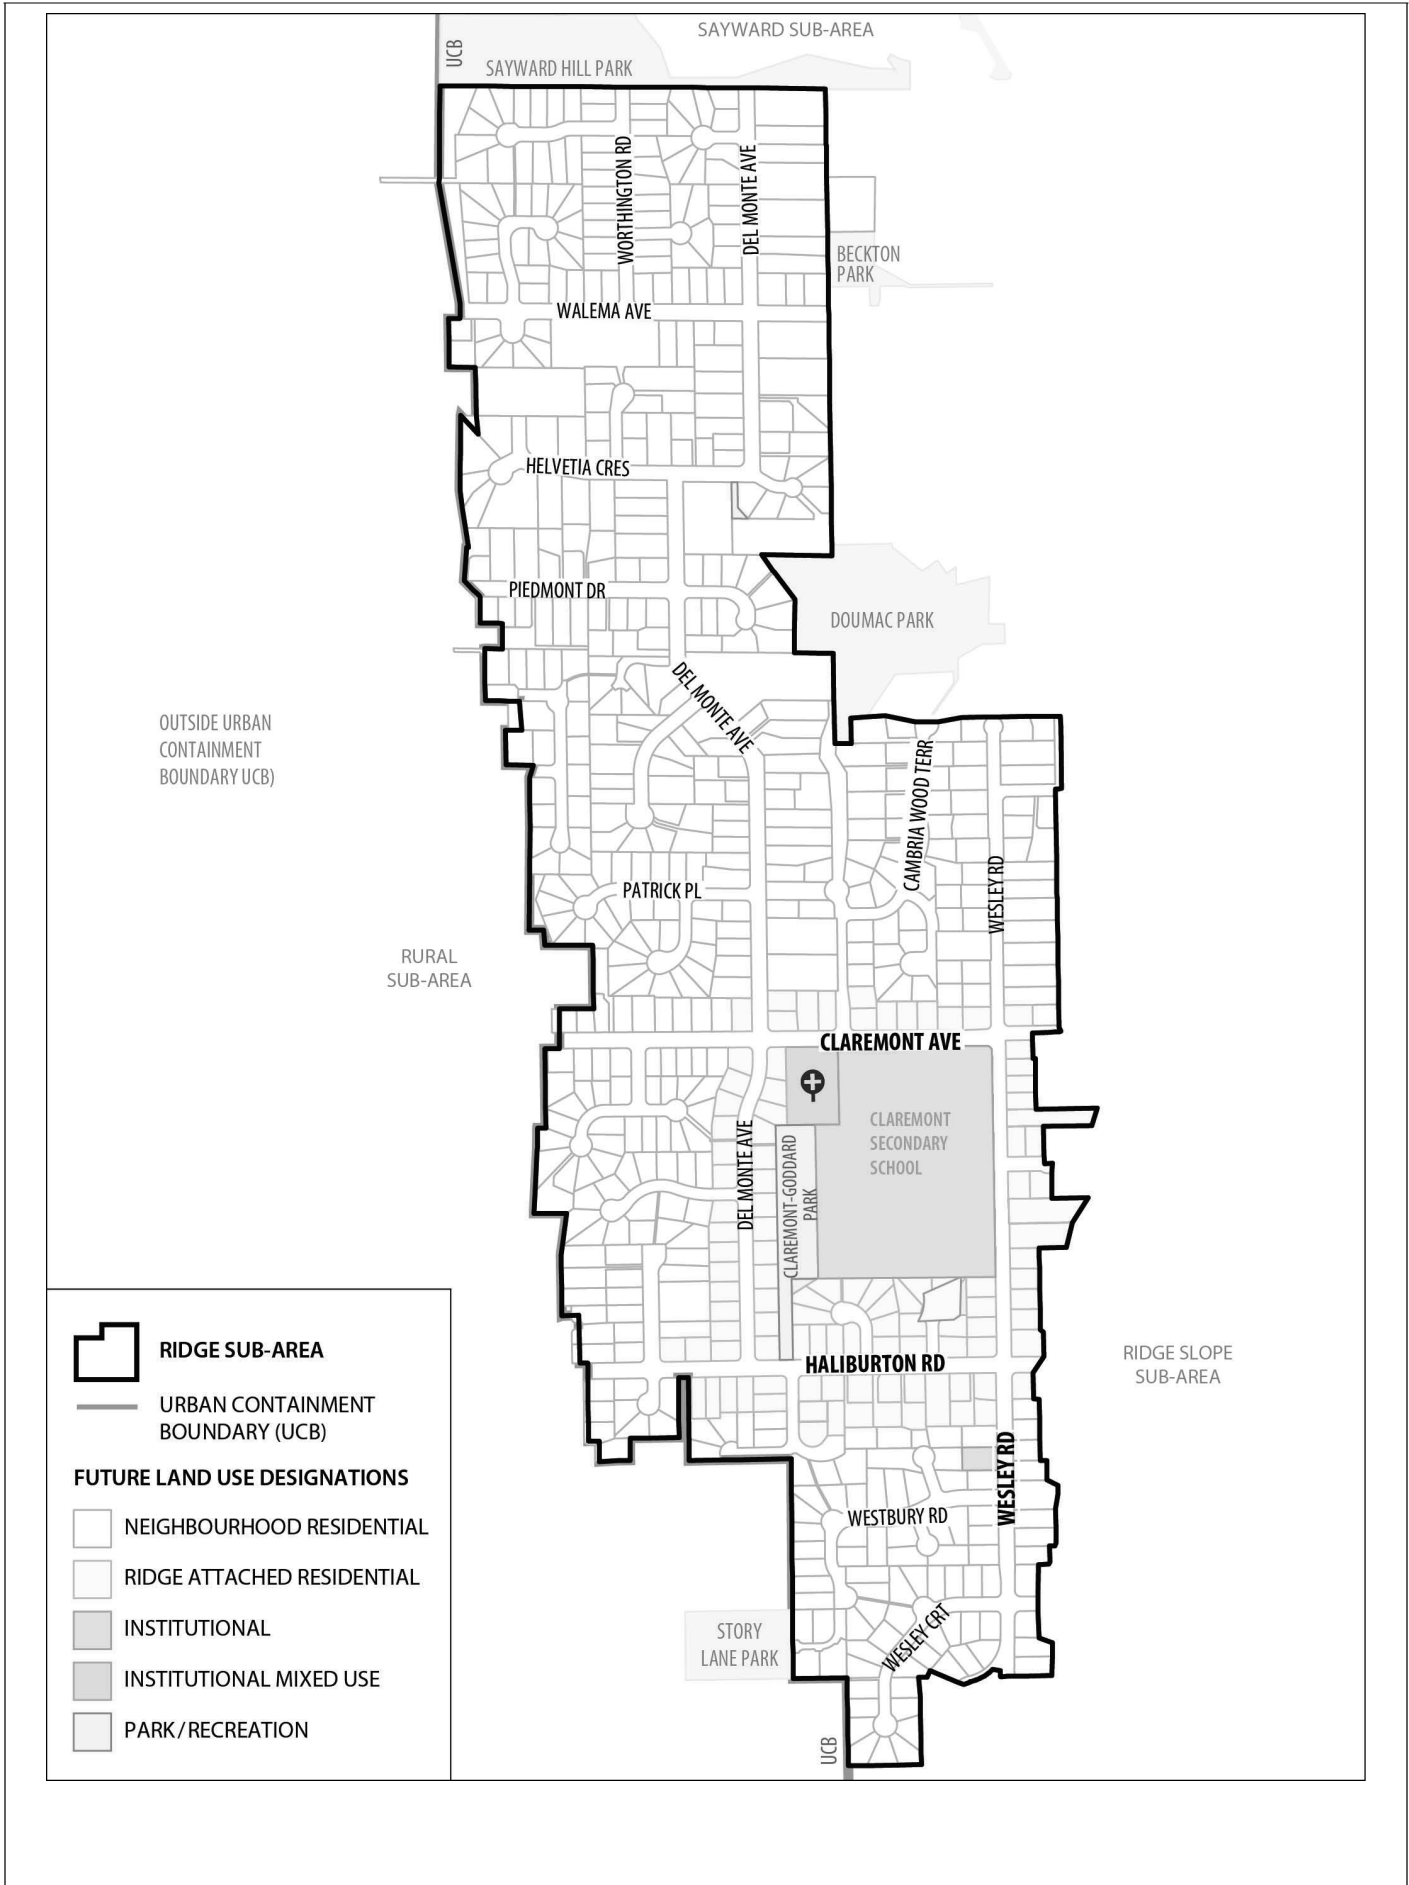 SAYWARD SUB-AREA
UCB
SAYWARD HILL PARK
WORTHINGTON RD
DEL MONTE AVE
BECKTON
PARK
WALEMA AVE
HELVETIA CRES
PIEDMONT DR
DOUMAC PARK
DEL MONTE AVE
OUTSIDE URBAN
CONTAINMENT
BOUNDARY UCB)
CAMBRIA WOOD TERR
WESLEY RD
PATRICK PL
RURAL
SUB-AREA
CLAREMONT AVE
CLAREMONT
SECONDARY
SCHOOL
DEL MONTE AVE
CLAREMONT-GODDARD
PARK
HALIBURTON RD
RIDGE SLOPE
SUB-AREA
WESLEY RD
WESTBURY RD
WESLEY CRT
STORY
LANE PARK
UCB
RIDGE SUB-AREA
URBAN CONTAINMENT
BOUNDARY (UCB)
FUTURE LAND USE DESIGNATIONS
NEIGHBOURHOOD RESIDENTIAL
RIDGE ATTACHED RESIDENTIAL
INSTITUTIONAL
INSTITUTIONAL MIXED USE
PARK/RECREATION